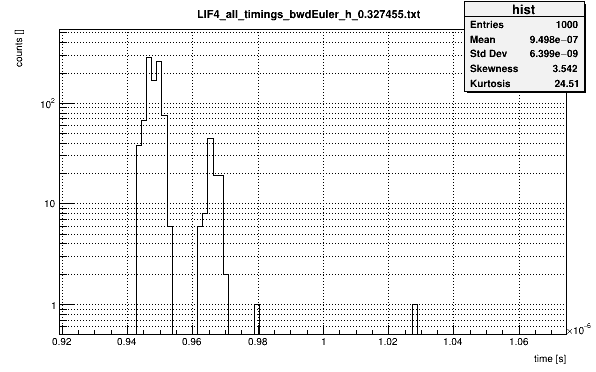 LIF4_all_timings_bwdEuler_h_0.327455.txt
hist
Entries 1000
Mean 9.498e−07
Std Dev 6.399e−09
Skewness 3.542
Kurtosis 24.51
counts []
10²
10
1
0.92 0.94 0.96 0.98 1 1.02 1.04 1.06
×10⁻⁶
time [s]